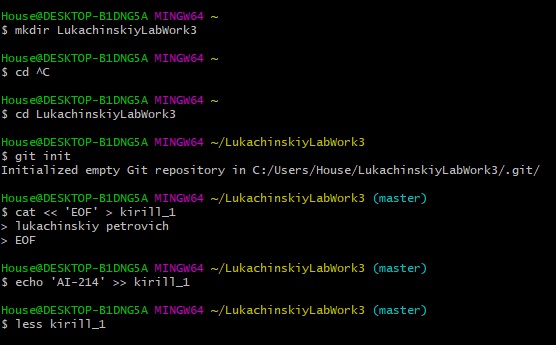 House@DESKTOP-B1DNG5A MINGW64 ~
$ mkdir LukachinskiyLabWork3
House@DESKTOP-B1DNG5A MINGW64 ~
$ cd ^C
House@DESKTOP-B1DNG5A MINGW64 ~
$ cd LukachinskiyLabWork3
House@DESKTOP-B1DNG5A MINGW64 ~/LukachinskiyLabWork3
$ git init
Initialized empty Git repository in C:/Users/House/LukachinskiyLabWork3/.git/
House@DESKTOP-B1DNG5A MINGW64 ~/LukachinskiyLabWork3 (master)
$ cat << 'EOF' > kirill_1
> lukachinskiy petrovich
> EOF
House@DESKTOP-B1DNG5A MINGW64 ~/LukachinskiyLabWork3 (master)
$ echo 'AI-214' >> kirill_1
House@DESKTOP-B1DNG5A MINGW64 ~/LukachinskiyLabWork3 (master)
$ less kirill_1